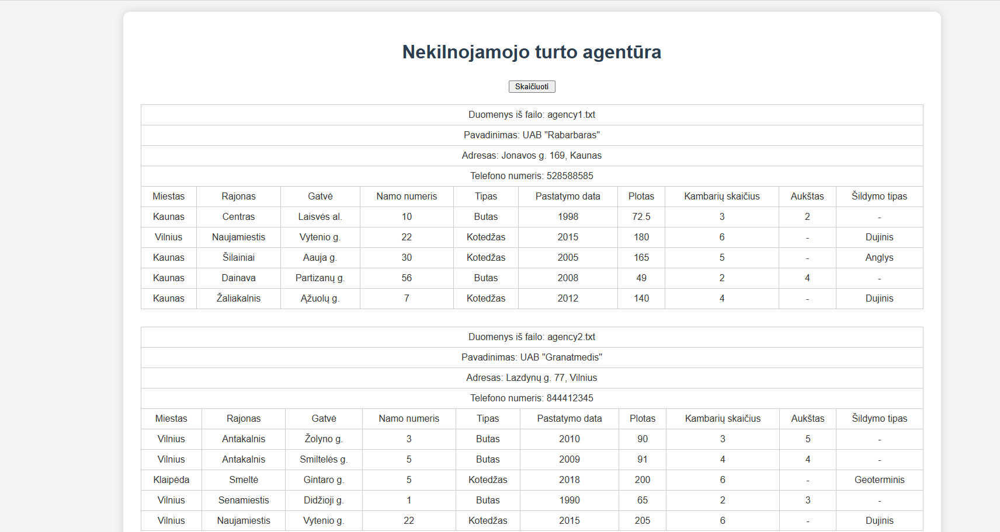 Nekilnojamojo turto agentūra
Skaičiuoti
Duomenys iš failo: agency1.txt
Pavadinimas: UAB "Rabarbaras"
Adresas: Jonavos g. 169, Kaunas
Telefono numeris: 528588585
Miestas Rajonas Gatvė Namo numeris Tipas Pastatymo data Plotas Kambarių skaičius Aukštas Šildymo tipas
Kaunas Centras Laisvės al. 10 Butas 1998 72.5 3 2 -
Vilnius Naujamiestis Vytenio g. 22 Kotedžas 2015 180 6 - Dujinis
Kaunas Šilainiai Aauja g. 30 Kotedžas 2005 165 5 - Anglys
Kaunas Dainava Partizanų g. 56 Butas 2008 49 2 4 -
Kaunas Žaliakalnis Ąžuolų g. 7 Kotedžas 2012 140 4 - Dujinis
Duomenys iš failo: agency2.txt
Pavadinimas: UAB "Granatmedis"
Adresas: Lazdynų g. 77, Vilnius
Telefono numeris: 844412345
Miestas Rajonas Gatvė Namo numeris Tipas Pastatymo data Plotas Kambarių skaičius Aukštas Šildymo tipas
Vilnius Antakalnis Žolyno g. 3 Butas 2010 90 3 5 -
Vilnius Antakalnis Smiltelės g. 5 Butas 2009 91 4 4 -
Klaipėda Smeltė Gintaro g. 5 Kotedžas 2018 200 6 - Geoterminis
Vilnius Senamiestis Didžioji g. 1 Butas 1990 65 2 3 -
Vilnius Naujamiestis Vytenio g. 22 Kotedžas 2015 205 6 - Dujinis